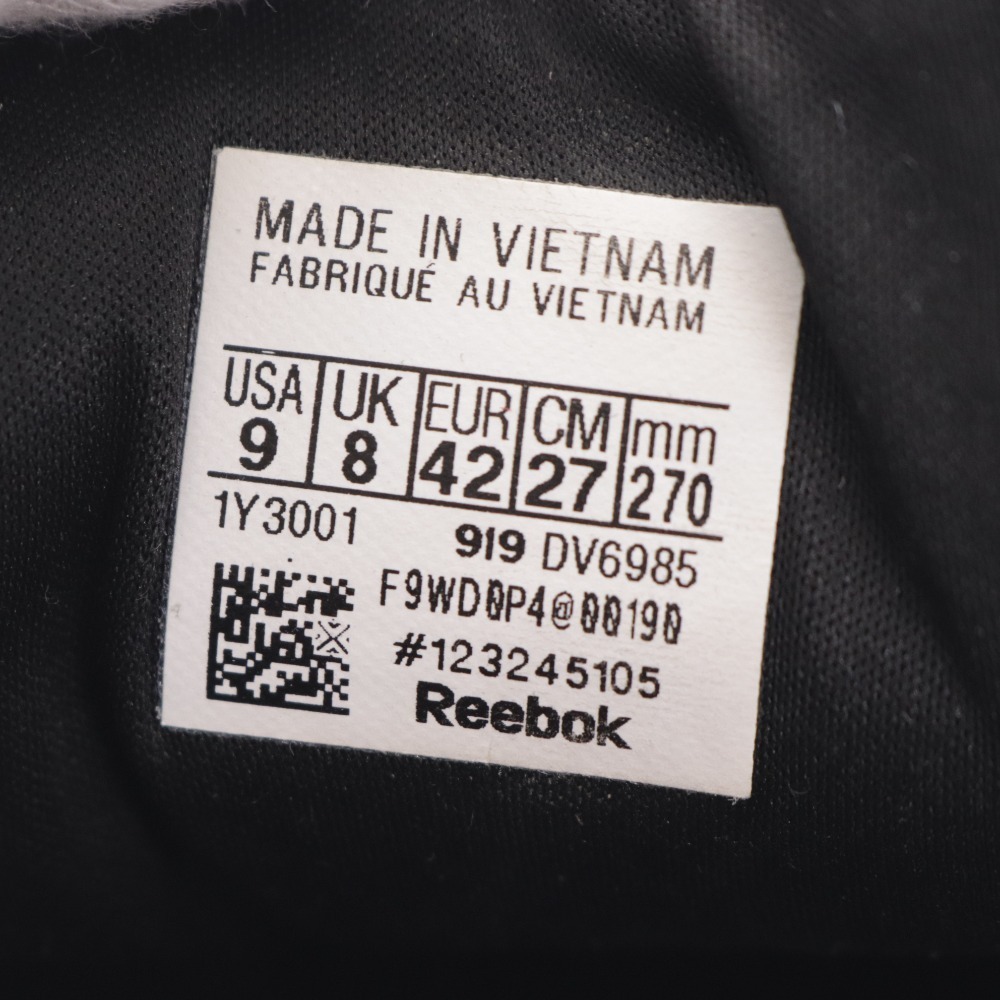 MADE IN VIETNAM
FABRIQUÉ AU VIETNAM
USA UK EUR CM mm
9 8 42 27 270
1Y3001 919 DV6985
F9WD0P4@00190
#123245105
Reebok